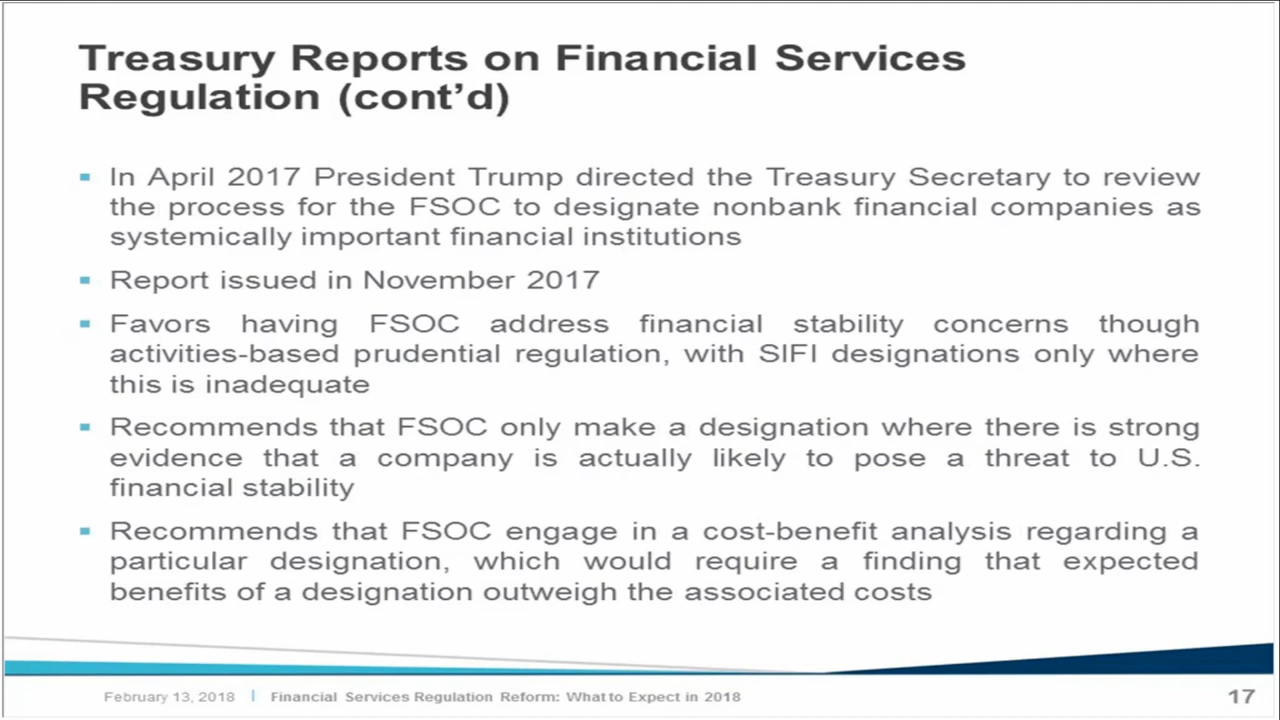 Treasury Reports on Financial Services
Regulation (cont’d)
In April 2017 President Trump directed the Treasury Secretary to review
the process for the FSOC to designate nonbank financial companies as
systemically important financial institutions
Report issued in November 2017
Favors having FSOC address financial stability concerns though
activities-based prudential regulation, with SIFI designations only where
this is inadequate
Recommends that FSOC only make a designation where there is strong
evidence that a company is actually likely to pose a threat to U.S.
financial stability
Recommends that FSOC engage in a cost-benefit analysis regarding a
particular designation, which would require a finding that expected
benefits of a designation outweigh the associated costs
February 13, 2018 | Financial Services Regulation Reform: What to Expect in 2018
17